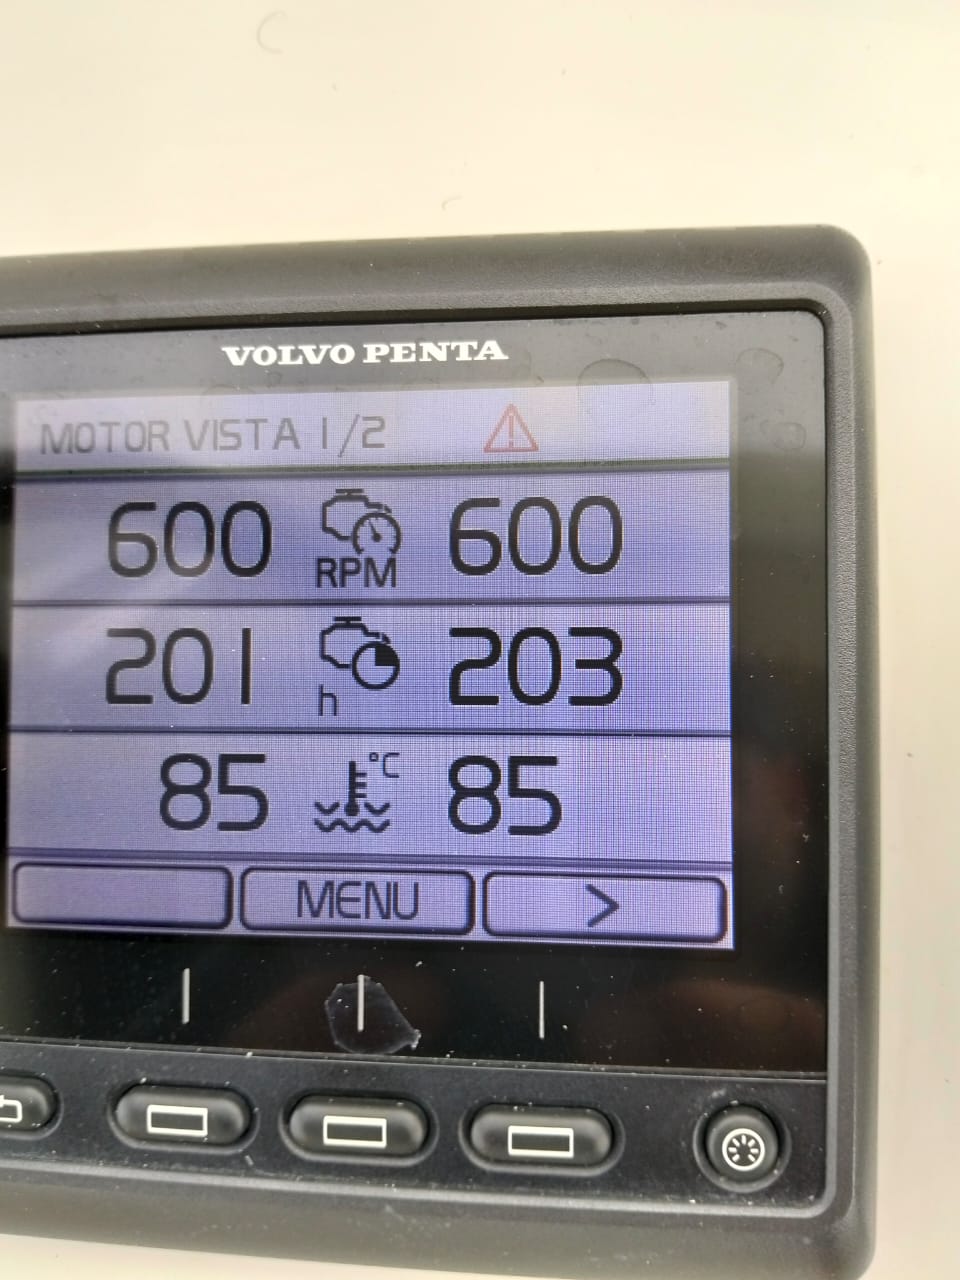 VOLVO PENTA
MOTOR VISTA 1/2
600 RPM 600
201 h 203
85 °C 85
MENU >